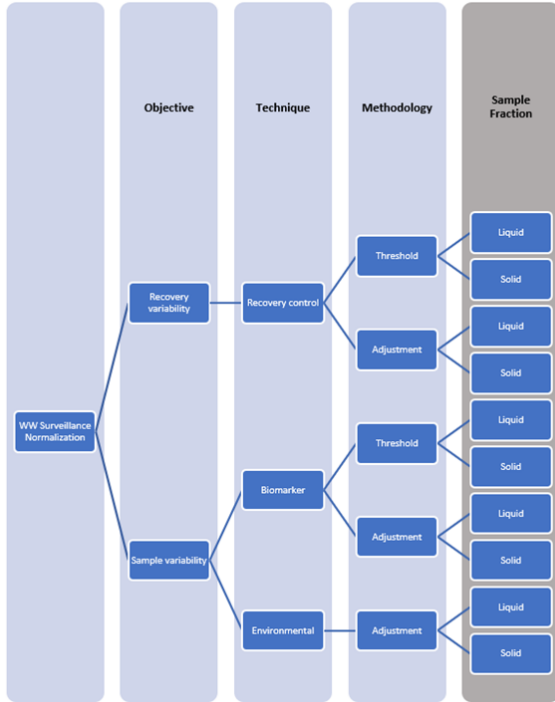 Objective
Technique
Methodology
Sample
Fraction
WW Surveillance
Normalization
Recovery
variability
Sample variability
Recovery control
Biomarker
Environmental
Threshold
Adjustment
Threshold
Adjustment
Adjustment
Liquid
Solid
Liquid
Solid
Liquid
Solid
Liquid
Solid
Liquid
Solid